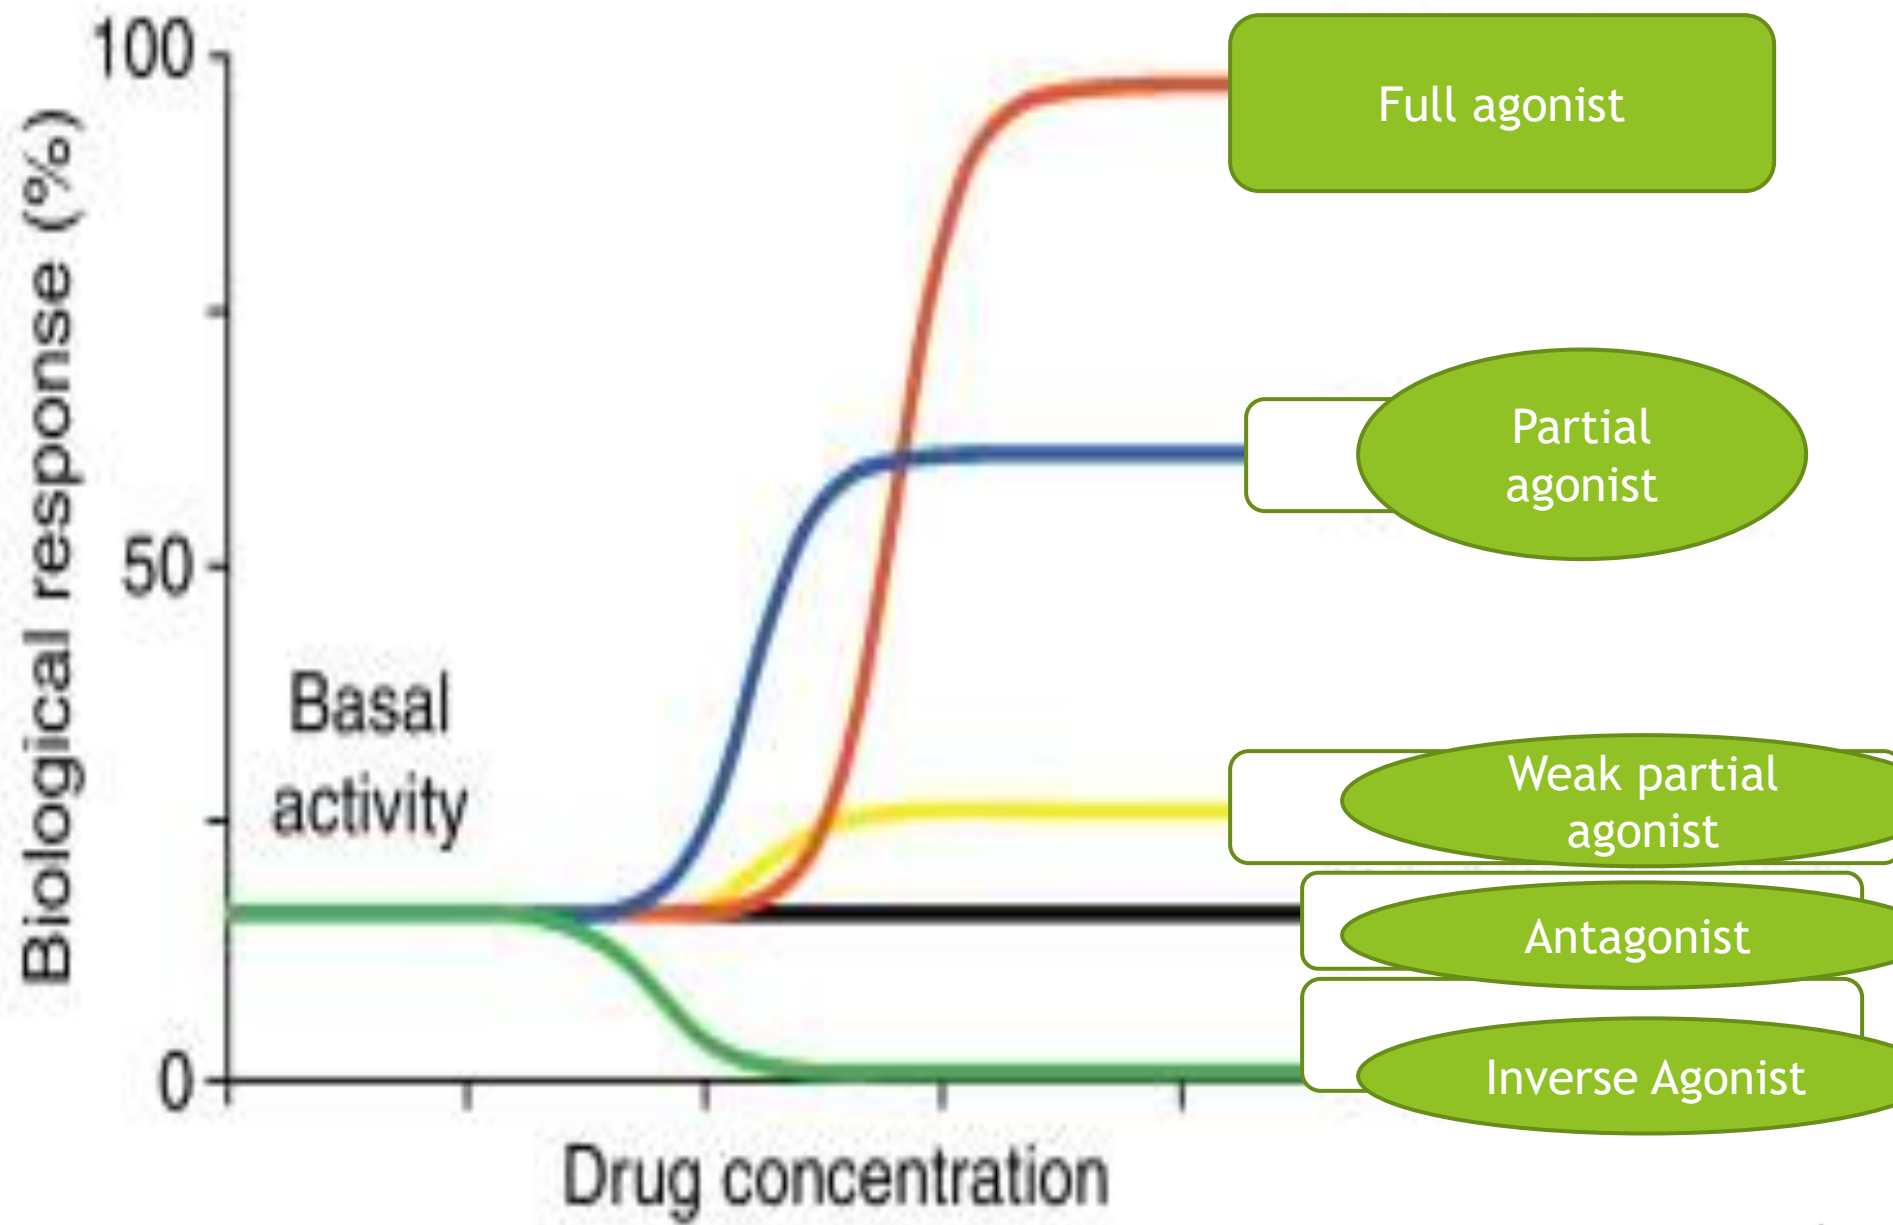 100
Full agonist
Biological response (%)
Partial
agonist
50
Basal
activity
Weak partial
agonist
Antagonist
0
Inverse Agonist
Drug concentration